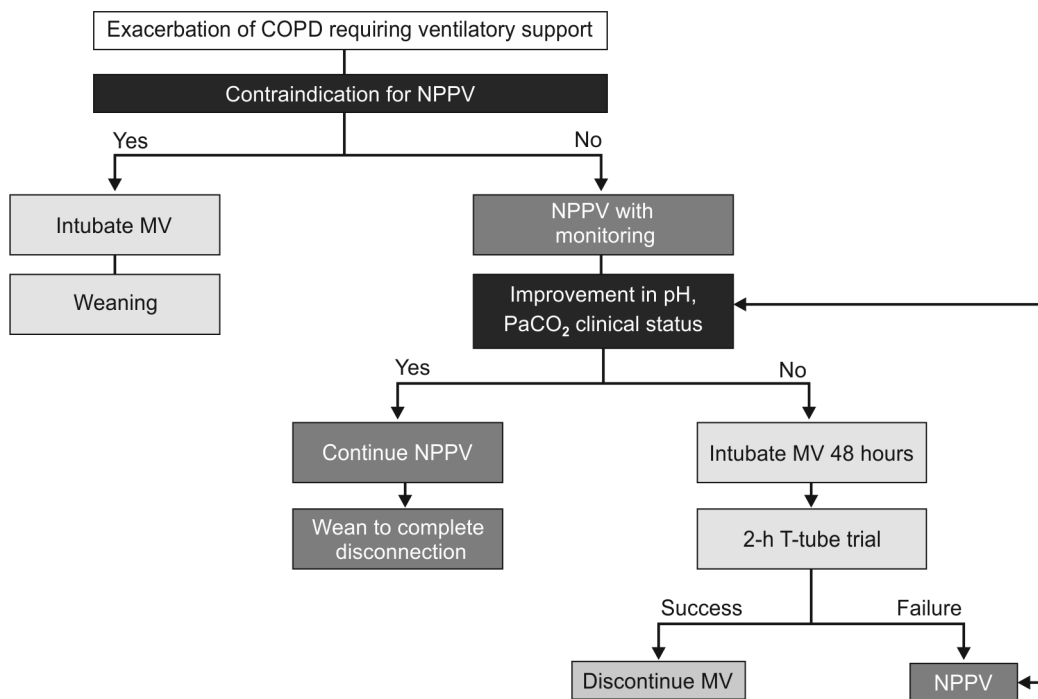 Exacerbation of COPD requiring ventilatory support
Contraindication for NPPV
Yes
No
Intubate MV
Weaning
NPPV with
monitoring
Improvement in pH,
PaCO₂ clinical status
Yes
No
Continue NPPV
Wean to complete
disconnection
Intubate MV 48 hours
2-h T-tube trial
Success
Failure
Discontinue MV
NPPV